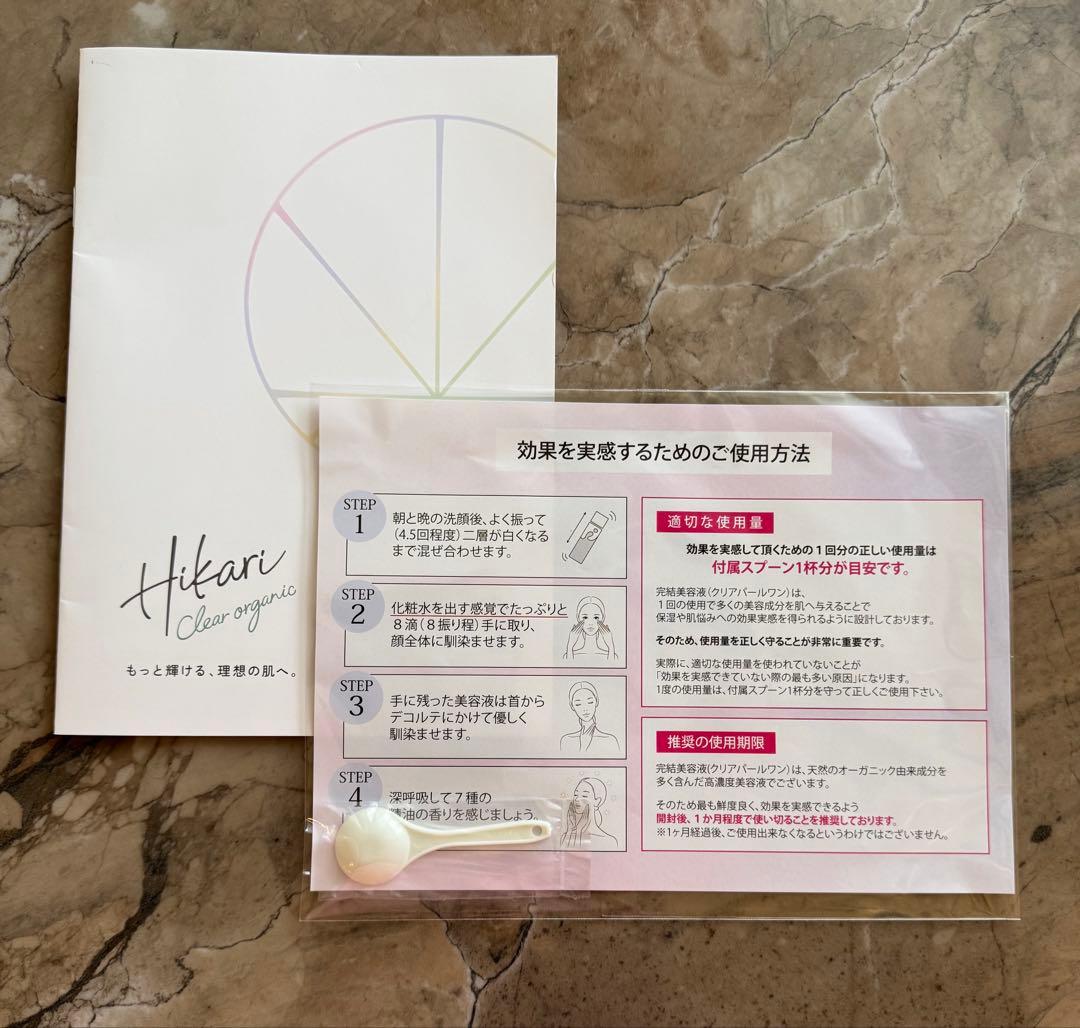 Hikari
Clear organic
もっと輝ける、理想の肌へ。
効果を実感するためのご使用方法
STEP
1
朝と晩の洗顔後、よく振って
（4.5回程度）二層が白くなる
まで混ぜ合わせます。
STEP
2
化粧水を出す感覚でたっぷりと
8滴（8振り程）手に取り、
顔全体に馴染ませます。
STEP
3
手に残った美容液は首から
デコルテにかけて優しく
馴染ませます。
STEP
4
深呼吸して7種の
精油の香りを感じましょう。
適切な使用量
効果を実感して頂くための1回分の正しい使用量は
付属スプーン1杯分が目安です。
完結美容液（クリアパールワン）は、
1回の使用で多くの美容成分を肌へ与えることで
保湿や肌悩みへの効果実感を得られるように設計しております。
そのため、使用量を正しく守ることが非常に重要です。
実際に、適切な使用量を使われていないことが
「効果を実感できていない際の最も多い原因」になります。
1度の使用量は、付属スプーン1杯分を守って正しくご使用下さい。
推奨の使用期限
完結美容液（クリアパールワン）は、天然のオーガニック由来成分を
多く含んだ高濃度美容液でございます。
そのため最も鮮度良く、効果を実感できるよう
開封後、1か月程度で使い切ることを推奨しております。
※1ヶ月経過後、ご使用出来なくなるというわけではございません。